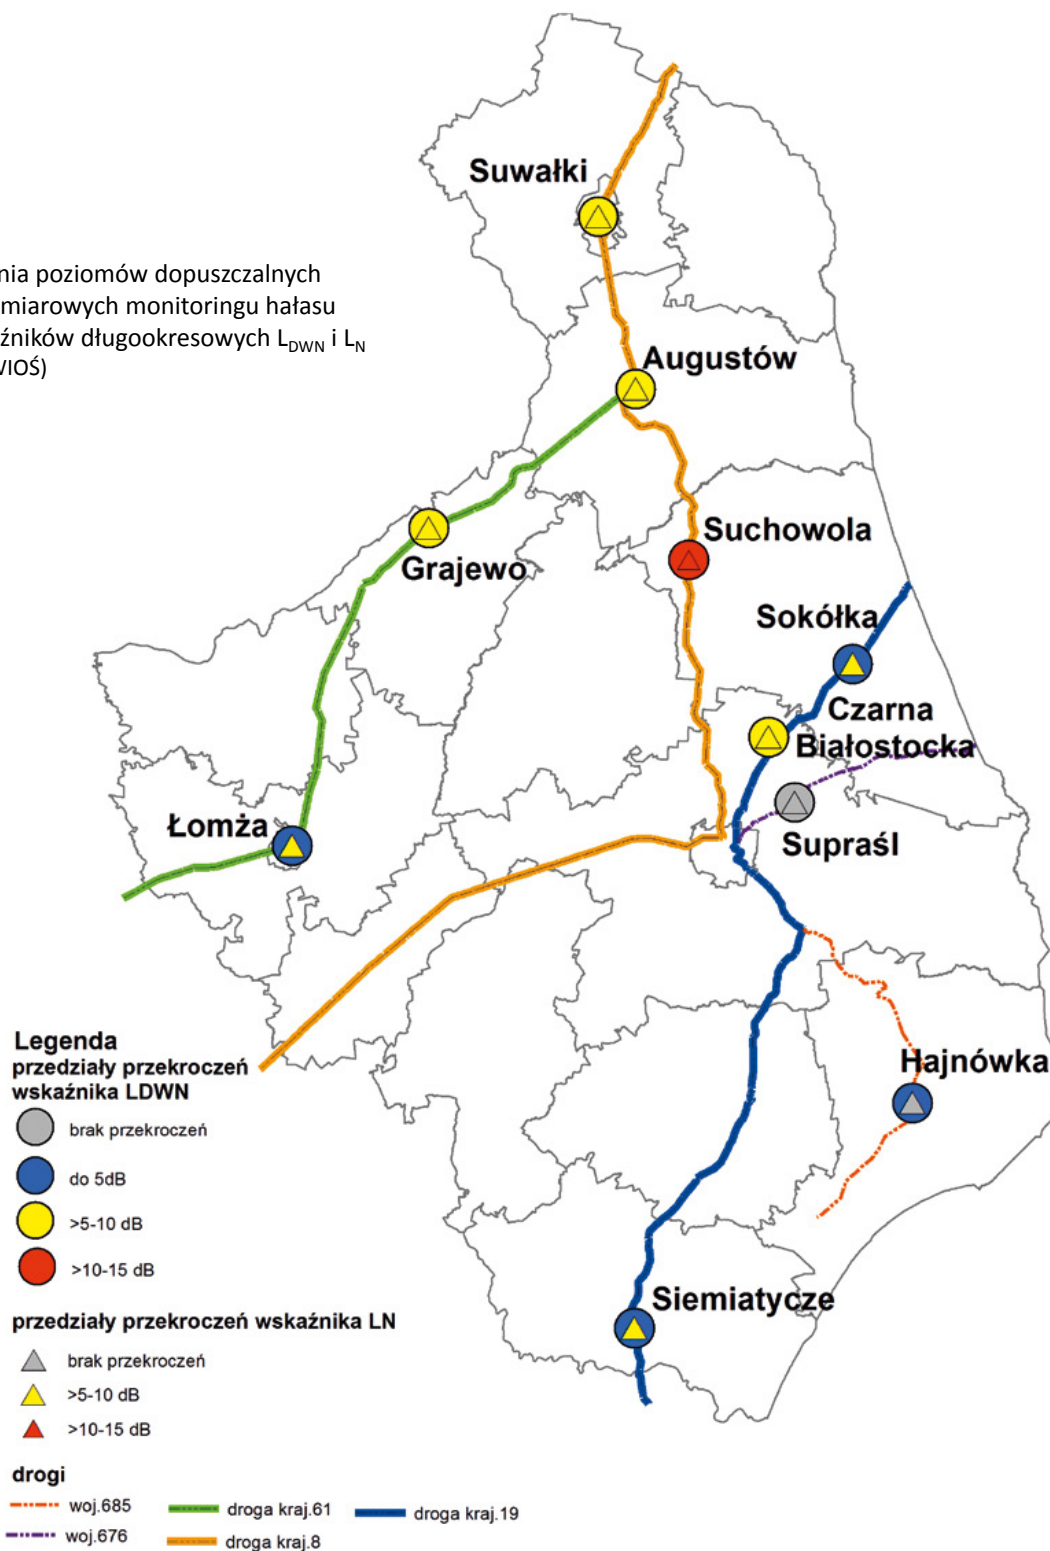 nia poziomów dopuszczalnych
miarowych monitoringu hałasu
źników długookresowych LDWN i LN
VIOŚ)
Suwałki
Augustów
Suchowola
Grajewo
Sokółka
Czarna
Białostocka
Supraśl
Łomża
Hajnówka
Siemiatycze
Legenda
przedziały przekroczeń
wskaźnika LDWN
brak przekroczeń
do 5dB
>5-10 dB
>10-15 dB
przedziały przekroczeń wskaźnika LN
brak przekroczeń
>5-10 dB
>10-15 dB
drogi
woj.685
droga kraj.61
droga kraj.19
woj.676
droga kraj.8